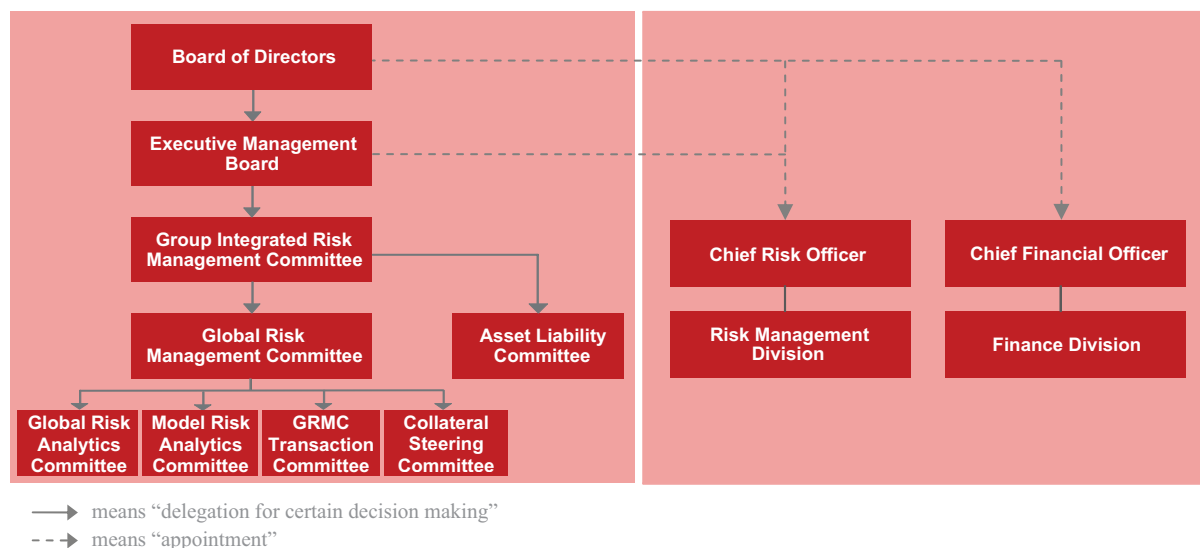 Board of Directors
Executive Management
Board
Group Integrated Risk
Management Committee
Chief Risk Officer
Chief Financial Officer
Global Risk
Management Committee
Asset Liability
Committee
Risk Management
Division
Finance Division
Global Risk
Analytics
Committee
Model Risk
Analytics
Committee
GRMC
Transaction
Committee
Collateral
Steering
Committee
means “delegation for certain decision making”
means “appointment”